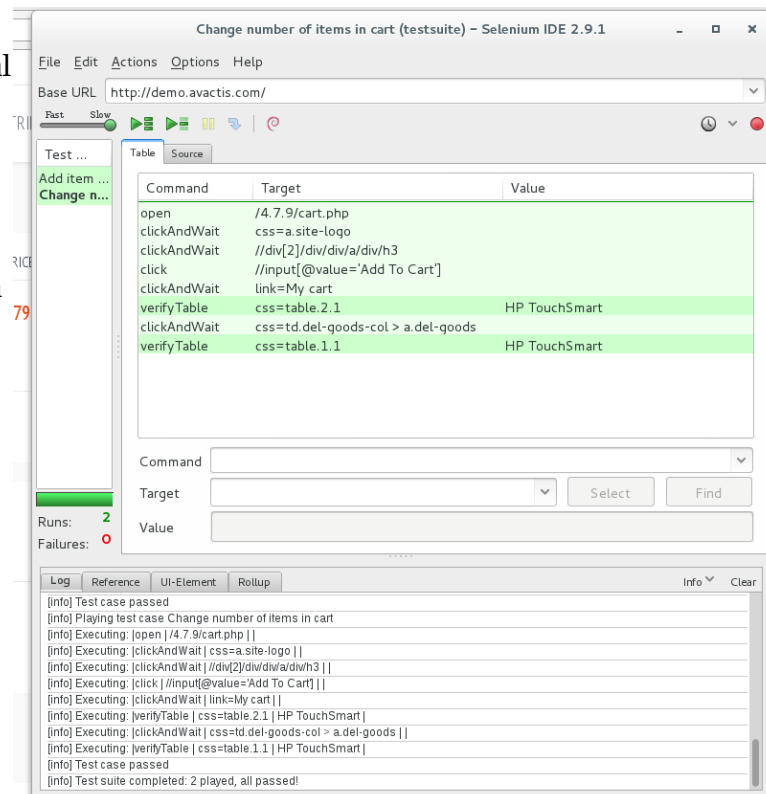 Change number of items in cart (testsuite) – Selenium IDE 2.9.1
File Edit Actions Options Help
Base URL http://demo.avactis.com/
Fast Slow
Test ... Table Source
Add item ...
Change n...
Command Target Value
open /4.7.9/cart.php
clickAndWait css=a.site-logo
clickAndWait //div[2]/div/div/a/div/h3
click //input[@value='Add To Cart']
clickAndWait link=My cart
verifyTable css=table.2.1 HP TouchSmart
clickAndWait css=td.del-goods-col > a.del-goods
verifyTable css=table.1.1 HP TouchSmart
79
Command
Target Select Find
Value
Runs: 2
Failures: 0
Log Reference UI-Element Rollup Info Clear
[info] Test case passed
[info] Playing test case Change number of items in cart
[info] Executing: |open | /4.7.9/cart.php | |
[info] Executing: |clickAndWait | css=a.site-logo | |
[info] Executing: |clickAndWait | //div[2]/div/div/a/div/h3 | |
[info] Executing: |click | //input[@value='Add To Cart'] | |
[info] Executing: |clickAndWait | link=My cart | |
[info] Executing: |verifyTable | css=table.2.1 | HP TouchSmart |
[info] Executing: |clickAndWait | css=td.del-goods-col > a.del-goods | |
[info] Executing: |verifyTable | css=table.1.1 | HP TouchSmart |
[info] Test case passed
[info] Test suite completed: 2 played, all passed!